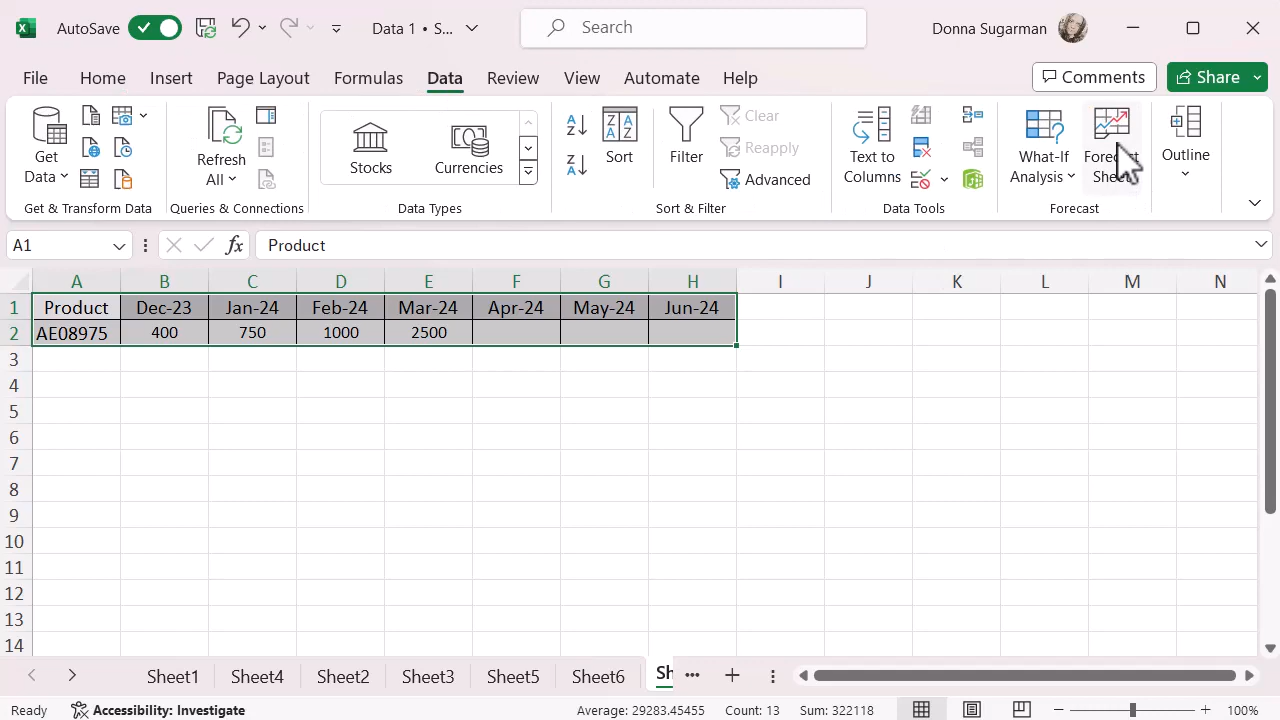 AutoSave Data 1 • S... Search Donna Sugarman
File Home Insert Page Layout Formulas Data Review View Automate Help Comments Share
Get Data
Refresh All
Stocks
Currencies
Sort
Filter
Clear
Reapply
Advanced
Text to Columns
What-If Analysis
Forecast Sheet
Outline
Get & Transform Data Queries & Connections Data Types Sort & Filter Data Tools Forecast
A1 fx Product
A B C D E F G H I J K L M N
1 Product Dec-23 Jan-24 Feb-24 Mar-24 Apr-24 May-24 Jun-24
2 AE08975 400 750 1000 2500
3
4
5
6
7
8
9
10
11
12
13
14
Sheet1 Sheet4 Sheet2 Sheet3 Sheet5 Sheet6 Sh ...
Ready Accessibility: Investigate Average: 29283.45455 Count: 13 Sum: 322118 100%